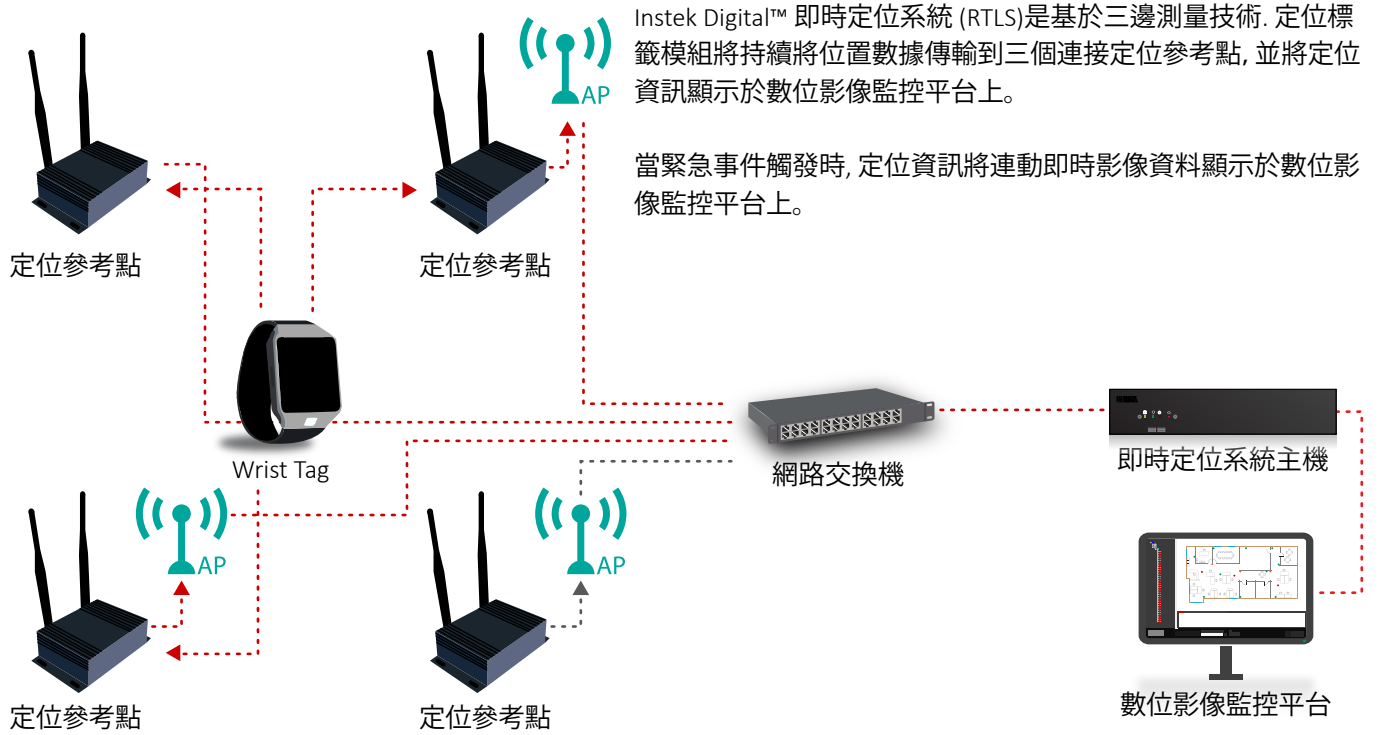 Instek Digital™ 即時定位系統 (RTLS)是基於三邊測量技術. 定位標
籤模組將持續將位置數據傳輸到三個連接定位參考點, 並將定位
資訊顯示於數位影像監控平台上。
當緊急事件觸發時, 定位資訊將連動即時影像資料顯示於數位影
像監控平台上。
AP
定位參考點
定位參考點
Wrist Tag
網路交換機
即時定位系統主機
AP
AP
定位參考點
定位參考點
數位影像監控平台